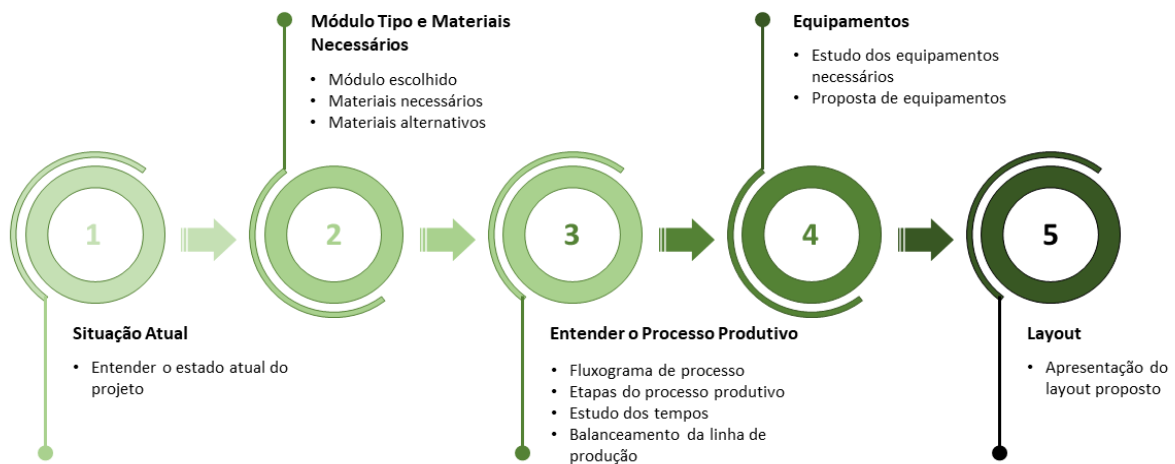 1
Situação Atual
• Entender o estado atual do
projeto
2
Módulo Tipo e Materiais
Necessários
• Módulo escolhido
• Materiais necessários
• Materiais alternativos
3
Entender o Processo Produtivo
• Fluxograma de processo
• Etapas do processo produtivo
• Estudo dos tempos
• Balanceamento da linha de
produção
4
Equipamentos
• Estudo dos equipamentos
necessários
• Proposta de equipamentos
5
Layout
• Apresentação do
layout proposto